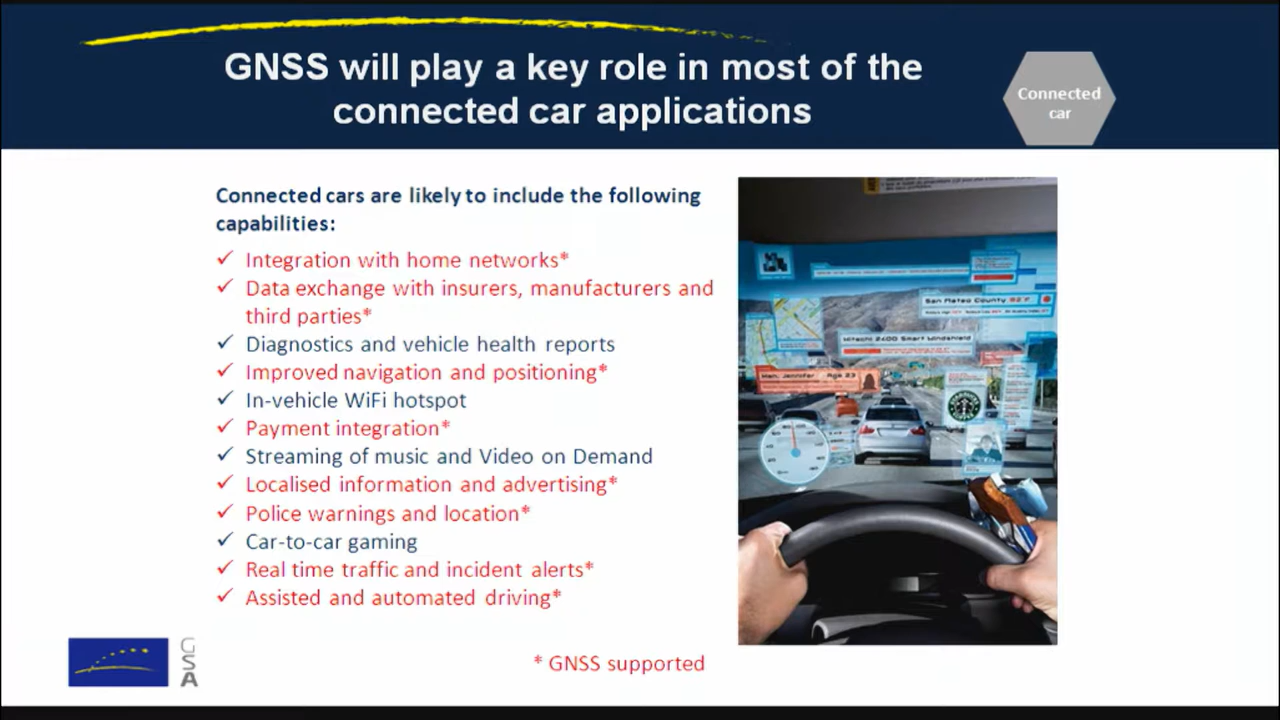 GNSS will play a key role in most of the
connected car applications
Connected
car
Connected cars are likely to include the following
capabilities:
✓ Integration with home networks*
✓ Data exchange with insurers, manufacturers and
third parties*
✓ Diagnostics and vehicle health reports
✓ Improved navigation and positioning*
✓ In-vehicle WiFi hotspot
✓ Payment integration*
✓ Streaming of music and Video on Demand
✓ Localised information and advertising*
✓ Police warnings and location*
✓ Car-to-car gaming
✓ Real time traffic and incident alerts*
✓ Assisted and automated driving*
* GNSS supported
San Mateo County
Hitachi 2400 Smart Windshield
Age 23
GSA